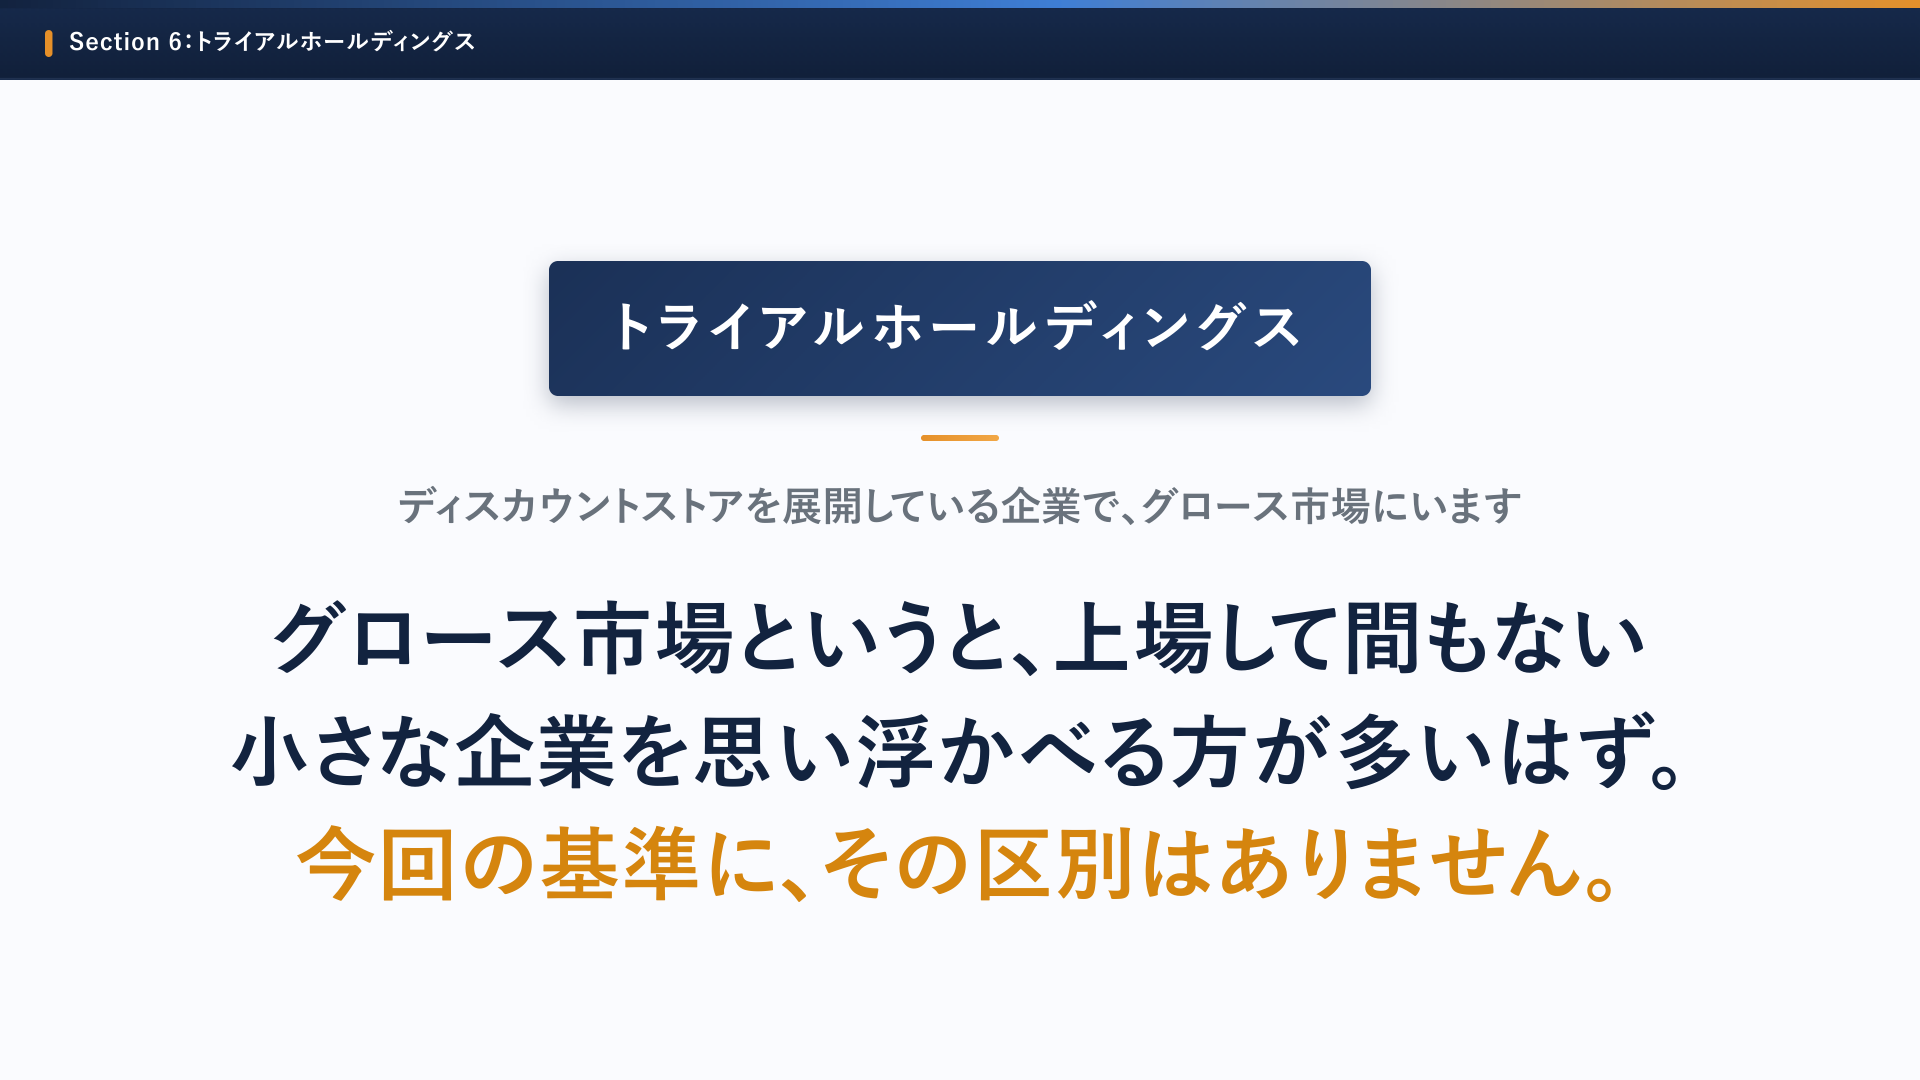 Section 6：トライアルホールディングス
トライアルホールディングス
ディスカウントストアを展開している企業で、グロース市場にいます
グロース市場というと、上場して間もない
小さな企業を思い浮かべる方が多いはず。
今回の基準に、その区別はありません。